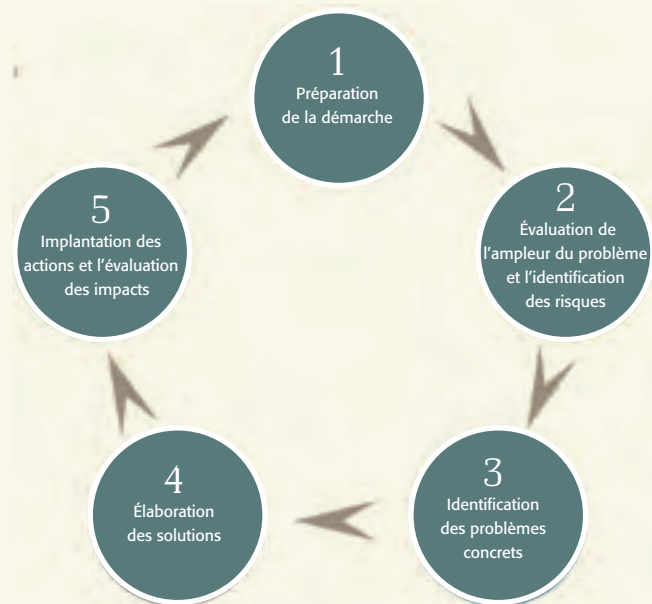 1
Préparation
de la démarche
2
Évaluation de
l'ampleur du problème
et l'identification
des risques
3
Identification
des problèmes
concrets
4
Élaboration
des solutions
5
Implantation des
actions et l'évaluation
des impacts